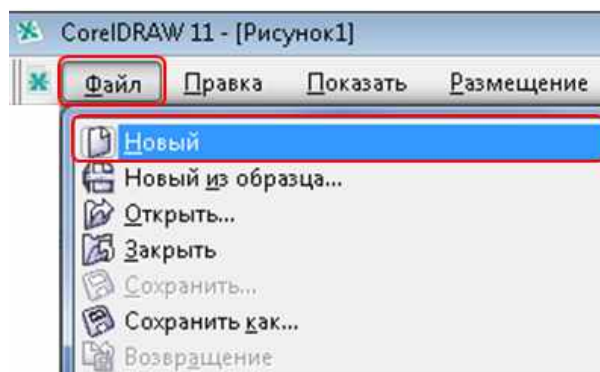 CorelDRAW 11 - [Рисунок1]
Файл Правка Показать Размещение
Новый
Новый из образца...
Открыть...
Закрыть
Сохранить...
Сохранить как...
Возвращение